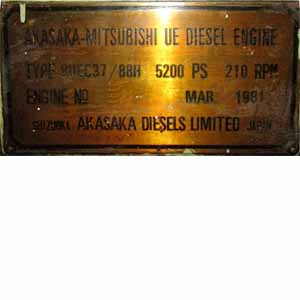 AKASAKA-MITSUBISHI UE DIESEL ENGINE
TYPE 8UEC37/88H 5200 PS 210 RPM
ENGINE NO MAR. 1981
SHIZUOKA AKASAKA DIESELS LIMITED JAPAN